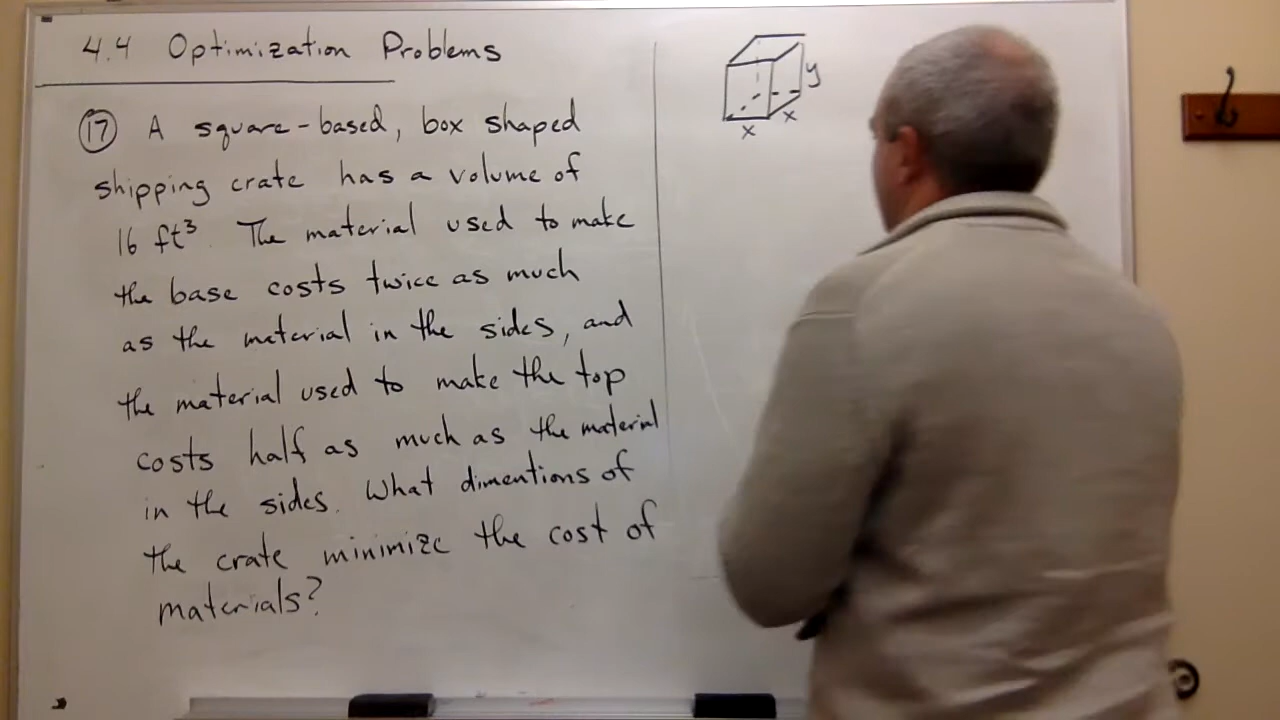 4.4 Optimization Problems
17 A square-based, box shaped
shipping crate has a volume of
16 ft³. The material used to make
the base costs twice as much
as the material in the sides, and
the material used to make the top
costs half as much as the material
in the sides. What dimentions of
the crate minimize the cost of
materials?
y
x
x